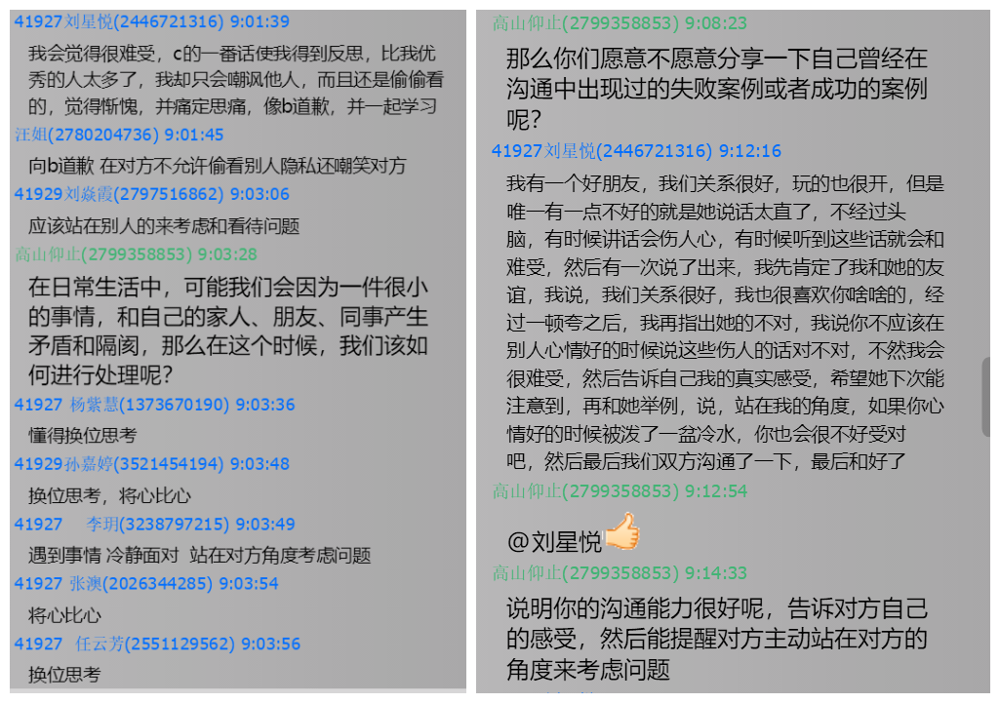 41927刘星悦(2446721316) 9:01:39
我会觉得很难受，c的一番话使我得到反思，比我优
秀的人太多了，我却只会嘲讽他人，而且还是偷偷看
的，觉得惭愧，并痛定思痛，像b道歉，并一起学习
汪姐(2780204736) 9:01:45
向b道歉 在对方不允许偷看别人隐私还嘲笑对方
41929刘焱霞(2797516862) 9:03:06
应该站在别人的来考虑和看待问题
高山仰止(2799358853) 9:03:28
在日常生活中，可能我们会因为一件很小
的事情，和自己的家人、朋友、同事产生
矛盾和隔阂，那么在这个时候，我们该如
何进行处理呢？
41927 杨紫慧(1373670190) 9:03:36
懂得换位思考
41929孙嘉婷(3521454194) 9:03:48
换位思考，将心比心
41927 李玥(3238797215) 9:03:49
遇到事情 冷静面对 站在对方角度考虑问题
41927 张澳(2026344285) 9:03:54
将心比心
41927 任云芳(2551129562) 9:03:56
换位思考
高山仰止(2799358853) 9:08:23
那么你们愿意不愿意分享一下自己曾经在
沟通中出现过的失败案例或者成功的案例
呢？
41927刘星悦(2446721316) 9:12:16
我有一个好朋友，我们关系很好，玩的也很开，但是
唯一有一点不好的就是她说话太直了，不经过头
脑，有时候讲话会伤人心，有时候听到这些话就会和
难受，然后有一次说了出来，我先肯定了我和她的友
谊，我说，我们关系很好，我也很喜欢你啥啥的，经
过一顿夸之后，我再指出她的不对，我说你不应该在
别人心情好的时候说这些伤人的话对不对，不然我会
很难受，然后告诉自己我的真实感受，希望她下次能
注意到，再和她举例，说，站在我的角度，如果你心
情好的时候被泼了一盆冷水，你也会很不好受对
吧，然后最后我们双方沟通了一下，最后和好了
高山仰止(2799358853) 9:12:54
@刘星悦
高山仰止(2799358853) 9:14:33
说明你的沟通能力很好呢，告诉对方自己
的感受，然后能提醒对方主动站在对方的
角度来考虑问题